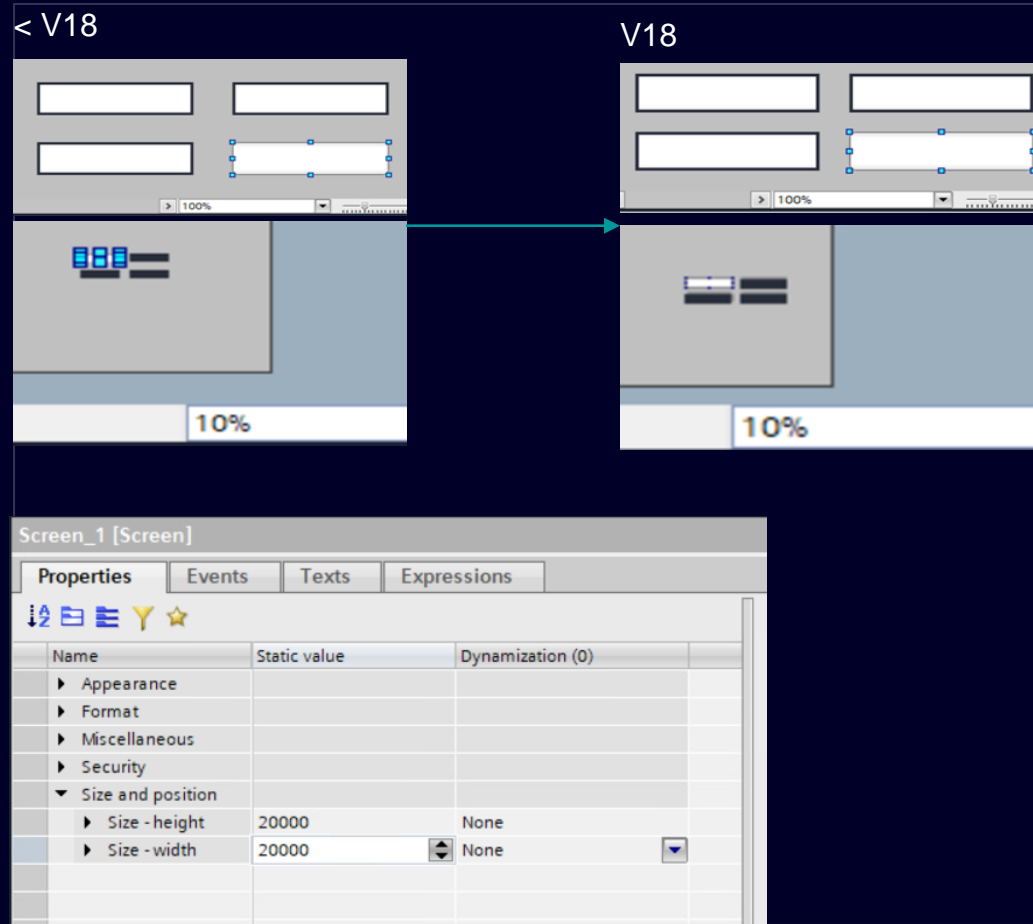 < V18
V18
100%
100%
10%
10%
Screen_1 [Screen]
Properties Events Texts Expressions
Name Static value Dynamization (0)
Appearance
Format
Miscellaneous
Security
Size and position
Size - height 20000 None
Size - width 20000 None